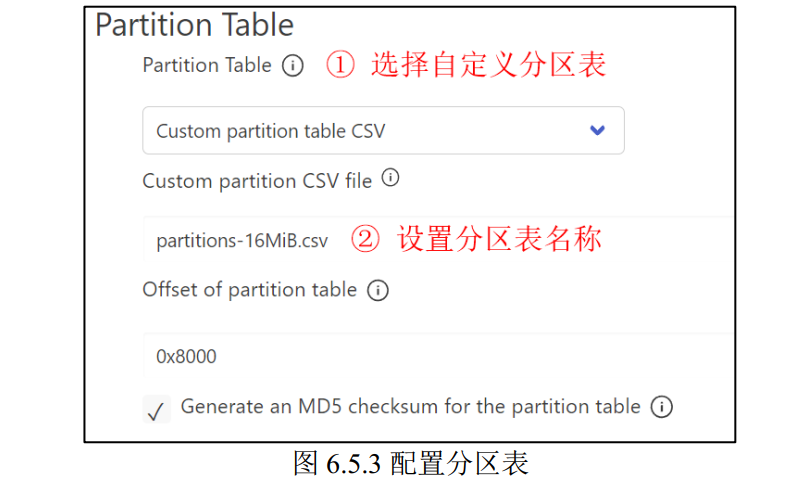 Partition Table
Partition Table ① 选择自定义分区表
Custom partition table CSV
Custom partition CSV file
partitions-16MiB.csv ② 设置分区表名称
Offset of partition table
0x8000
Generate an MD5 checksum for the partition table
图 6.5.3 配置分区表